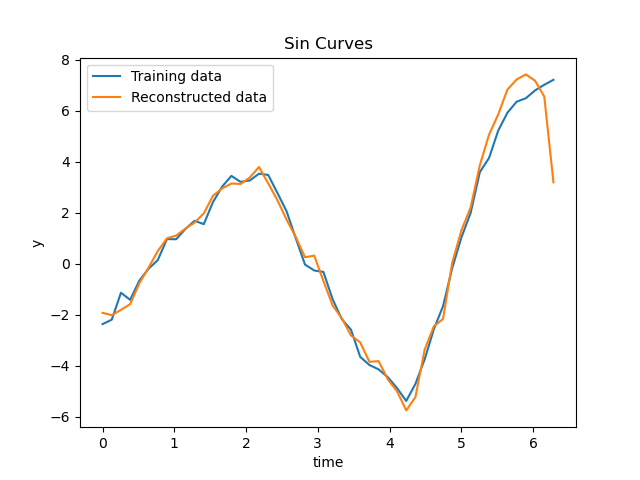 Sin Curves
Training data
Reconstructed data
8
6
4
2
0
−2
−4
−6
y
0 1 2 3 4 5 6
time